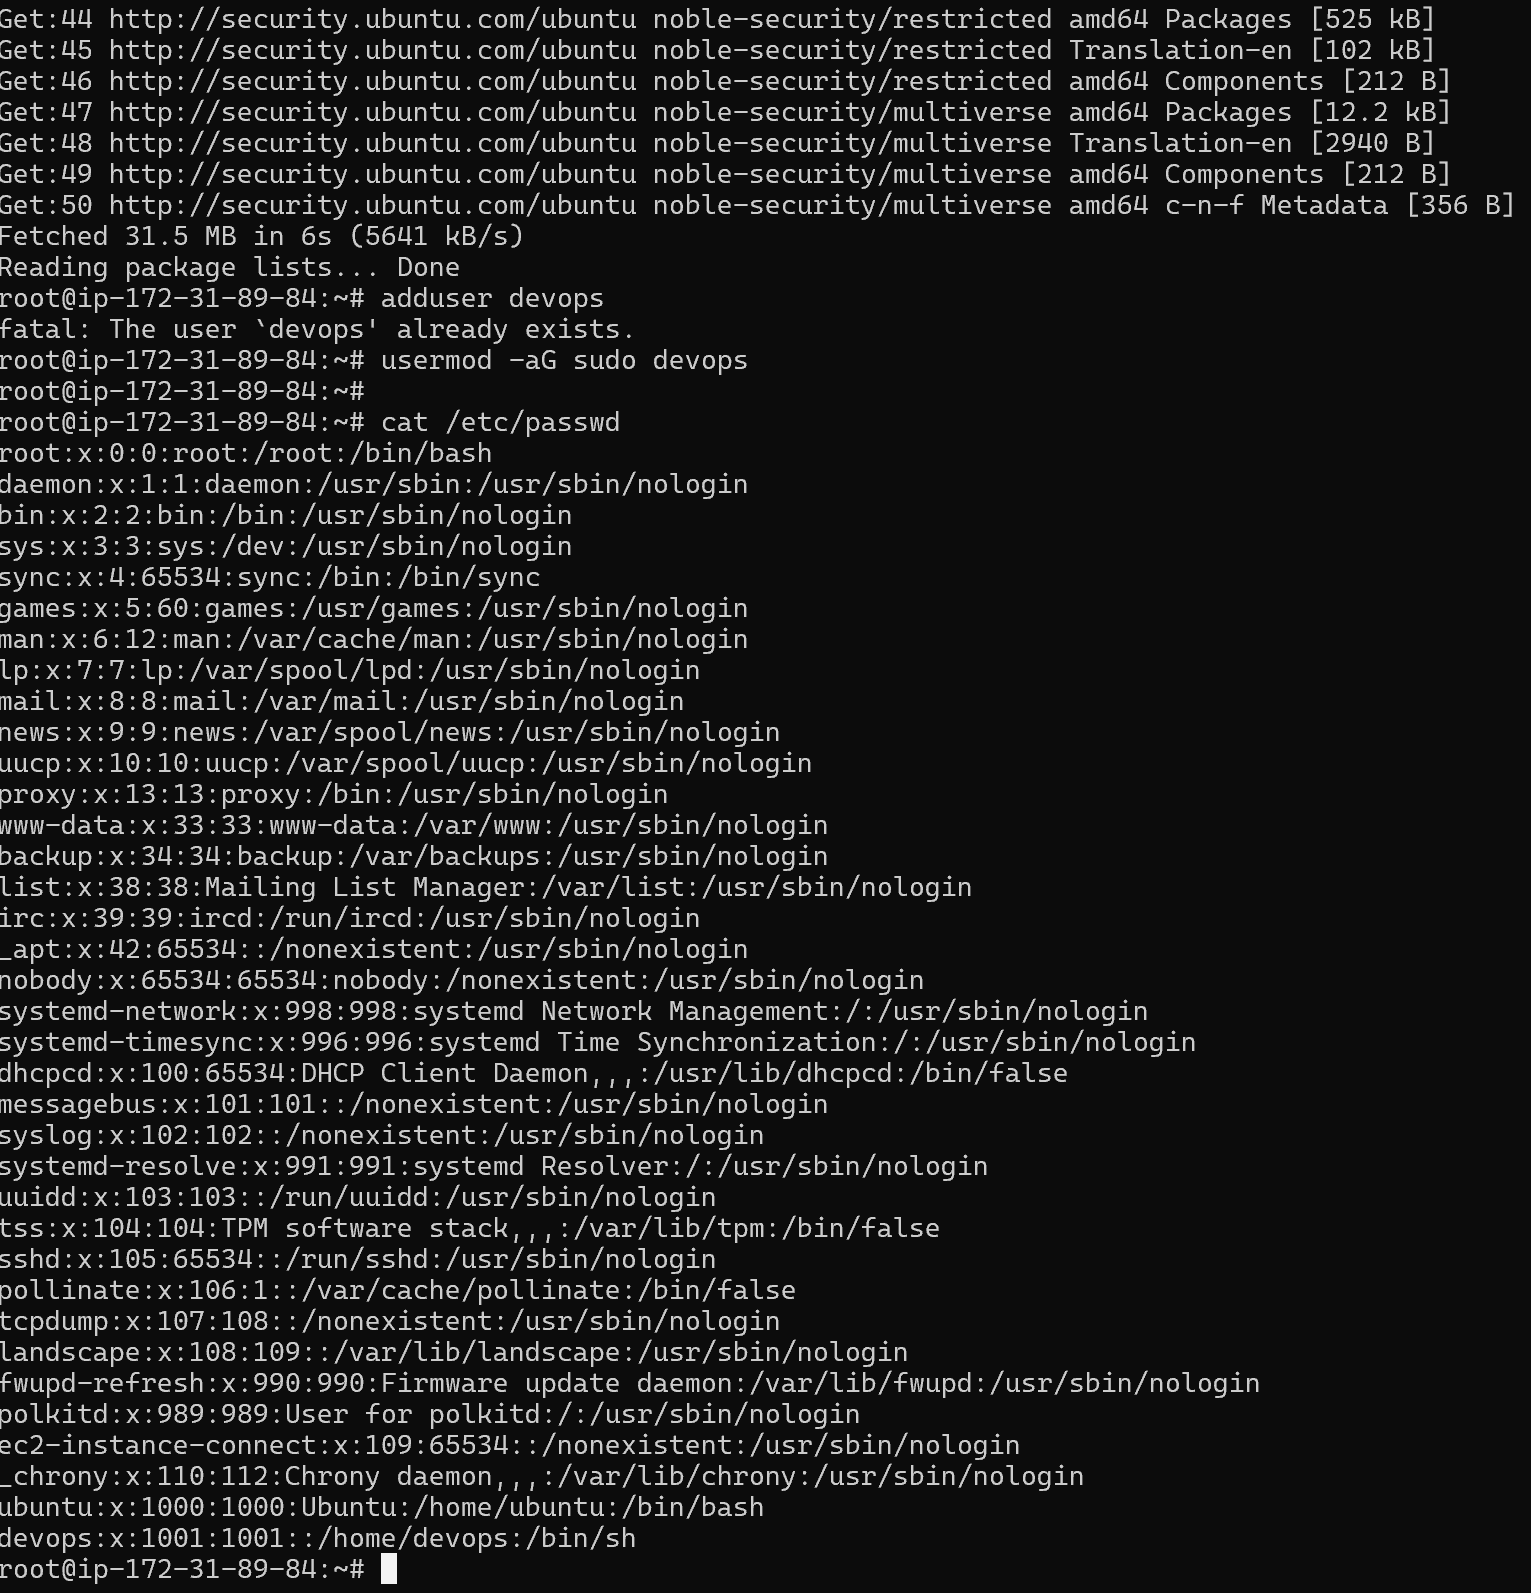 Get:44 http://security.ubuntu.com/ubuntu noble-security/restricted amd64 Packages [525 kB]
Get:45 http://security.ubuntu.com/ubuntu noble-security/restricted Translation-en [102 kB]
Get:46 http://security.ubuntu.com/ubuntu noble-security/restricted amd64 Components [212 B]
Get:47 http://security.ubuntu.com/ubuntu noble-security/multiverse amd64 Packages [12.2 kB]
Get:48 http://security.ubuntu.com/ubuntu noble-security/multiverse Translation-en [2940 B]
Get:49 http://security.ubuntu.com/ubuntu noble-security/multiverse amd64 Components [212 B]
Get:50 http://security.ubuntu.com/ubuntu noble-security/multiverse amd64 c-n-f Metadata [356 B]
Fetched 31.5 MB in 6s (5641 kB/s)
Reading package lists... Done
root@ip-172-31-89-84:~# adduser devops
fatal: The user `devops' already exists.
root@ip-172-31-89-84:~# usermod -aG sudo devops
root@ip-172-31-89-84:~#
root@ip-172-31-89-84:~# cat /etc/passwd
root:x:0:0:root:/root:/bin/bash
daemon:x:1:1:daemon:/usr/sbin:/usr/sbin/nologin
bin:x:2:2:bin:/bin:/usr/sbin/nologin
sys:x:3:3:sys:/dev:/usr/sbin/nologin
sync:x:4:65534:sync:/bin:/bin/sync
games:x:5:60:games:/usr/games:/usr/sbin/nologin
man:x:6:12:man:/var/cache/man:/usr/sbin/nologin
lp:x:7:7:lp:/var/spool/lpd:/usr/sbin/nologin
mail:x:8:8:mail:/var/mail:/usr/sbin/nologin
news:x:9:9:news:/var/spool/news:/usr/sbin/nologin
uucp:x:10:10:uucp:/var/spool/uucp:/usr/sbin/nologin
proxy:x:13:13:proxy:/bin:/usr/sbin/nologin
www-data:x:33:33:www-data:/var/www:/usr/sbin/nologin
backup:x:34:34:backup:/var/backups:/usr/sbin/nologin
list:x:38:38:Mailing List Manager:/var/list:/usr/sbin/nologin
irc:x:39:39:ircd:/run/ircd:/usr/sbin/nologin
_apt:x:42:65534::/nonexistent:/usr/sbin/nologin
nobody:x:65534:65534:nobody:/nonexistent:/usr/sbin/nologin
systemd-network:x:998:998:systemd Network Management:/:/usr/sbin/nologin
systemd-timesync:x:996:996:systemd Time Synchronization:/:/usr/sbin/nologin
dhcpcd:x:100:65534:DHCP Client Daemon,,,:/usr/lib/dhcpcd:/bin/false
messagebus:x:101:101::/nonexistent:/usr/sbin/nologin
syslog:x:102:102::/nonexistent:/usr/sbin/nologin
systemd-resolve:x:991:991:systemd Resolver:/:/usr/sbin/nologin
uuidd:x:103:103::/run/uuidd:/usr/sbin/nologin
tss:x:104:104:TPM software stack,,,:/var/lib/tpm:/bin/false
sshd:x:105:65534::/run/sshd:/usr/sbin/nologin
pollinate:x:106:1::/var/cache/pollinate:/bin/false
tcpdump:x:107:108::/nonexistent:/usr/sbin/nologin
landscape:x:108:109::/var/lib/landscape:/usr/sbin/nologin
fwupd-refresh:x:990:990:Firmware update daemon:/var/lib/fwupd:/usr/sbin/nologin
polkitd:x:989:989:User for polkitd:/:/usr/sbin/nologin
ec2-instance-connect:x:109:65534::/nonexistent:/usr/sbin/nologin
_chrony:x:110:112:Chrony daemon,,,:/var/lib/chrony:/usr/sbin/nologin
ubuntu:x:1000:1000:Ubuntu:/home/ubuntu:/bin/bash
devops:x:1001:1001::/home/devops:/bin/sh
root@ip-172-31-89-84:~#